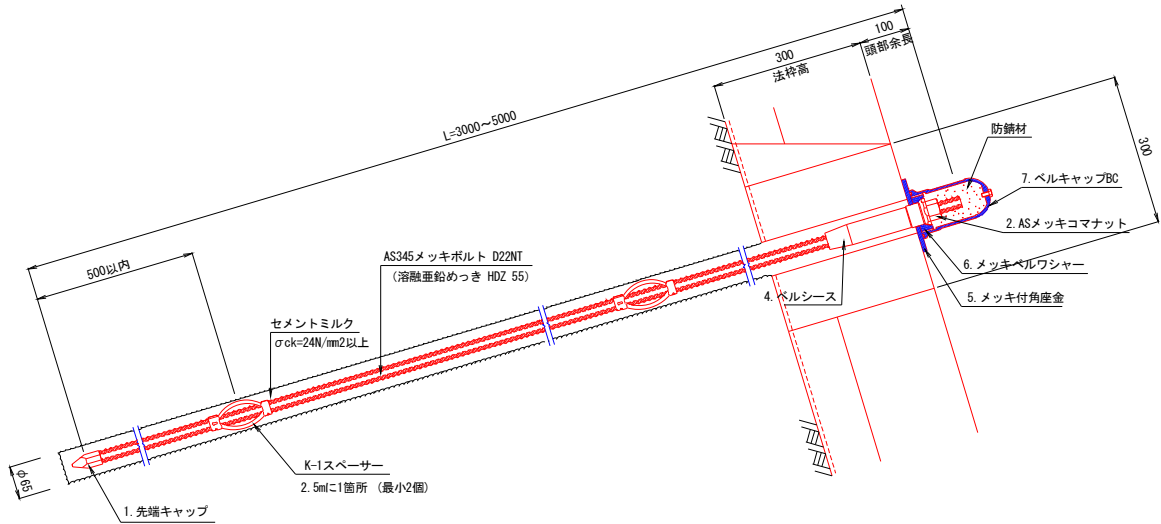 100
300
頭部余長
法枠高
L=3000～5000
防錆材
300
7. ベルキャップBC
2. ASメッキコマナット
AS345メッキボルト D22NT
(溶融亜鉛めっき HDZ 55)
500以内
6. メッキベルワシャー
4. ベルシース
5. メッキ付角座金
セメントミルク
σck=24N/mm2以上
K-1スペーサー
2.5mに1箇所 (最小2個)
φ65
1. 先端キャップ